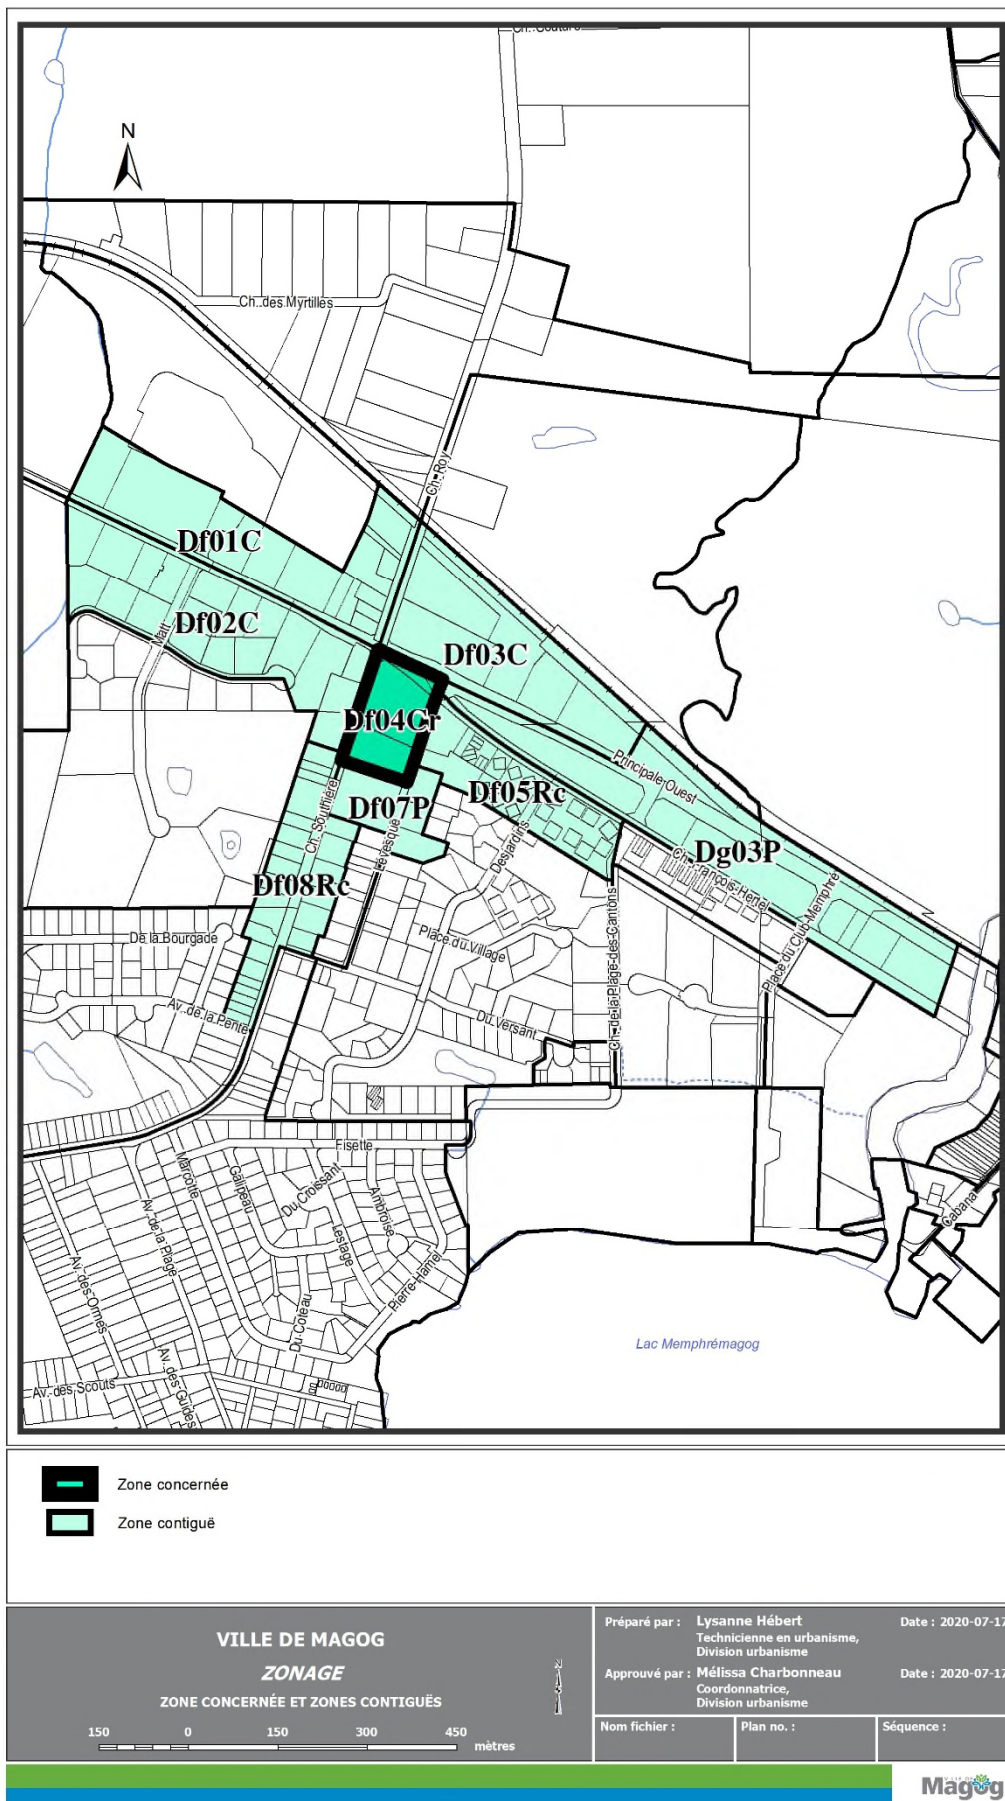 Ch. Couture
N
Ch. des Myrtilles
Ch. Roy
Df01C
Df02C
Matt
Df03C
Df04Cr
Principale Ouest
Ch. Southière
Df07P
Lévesque
Df05Rc
Desjardins
Dg03P
Ch. François-Hertel
Df08Rc
Place du Club-Memphré
De la Bourgade
Place du Village
Ch. de la Plage-des-Cantons
Av. de la Pente
Du Versant
Fisette
Marcotte
Galipeau
Du Croissant
Ambroise
Cabana
Av. de la Plage
Lestage
Av. des Ormes
Pierre-Hamel
Du Coteau
Lac Memphrémagog
Av. des Scouts
Av. des Guides
Zone concernée
Zone contiguë
VILLE DE MAGOG
ZONAGE
ZONE CONCERNÉE ET ZONES CONTIGUËS
150 0 150 300 450
mètres
N
Préparé par : Lysanne Hébert Date : 2020-07-17
Technicienne en urbanisme,
Division urbanisme
Approuvé par : Mélissa Charbonneau Date : 2020-07-17
Coordonnatrice,
Division urbanisme
Nom fichier : Plan no. : Séquence :
Magog